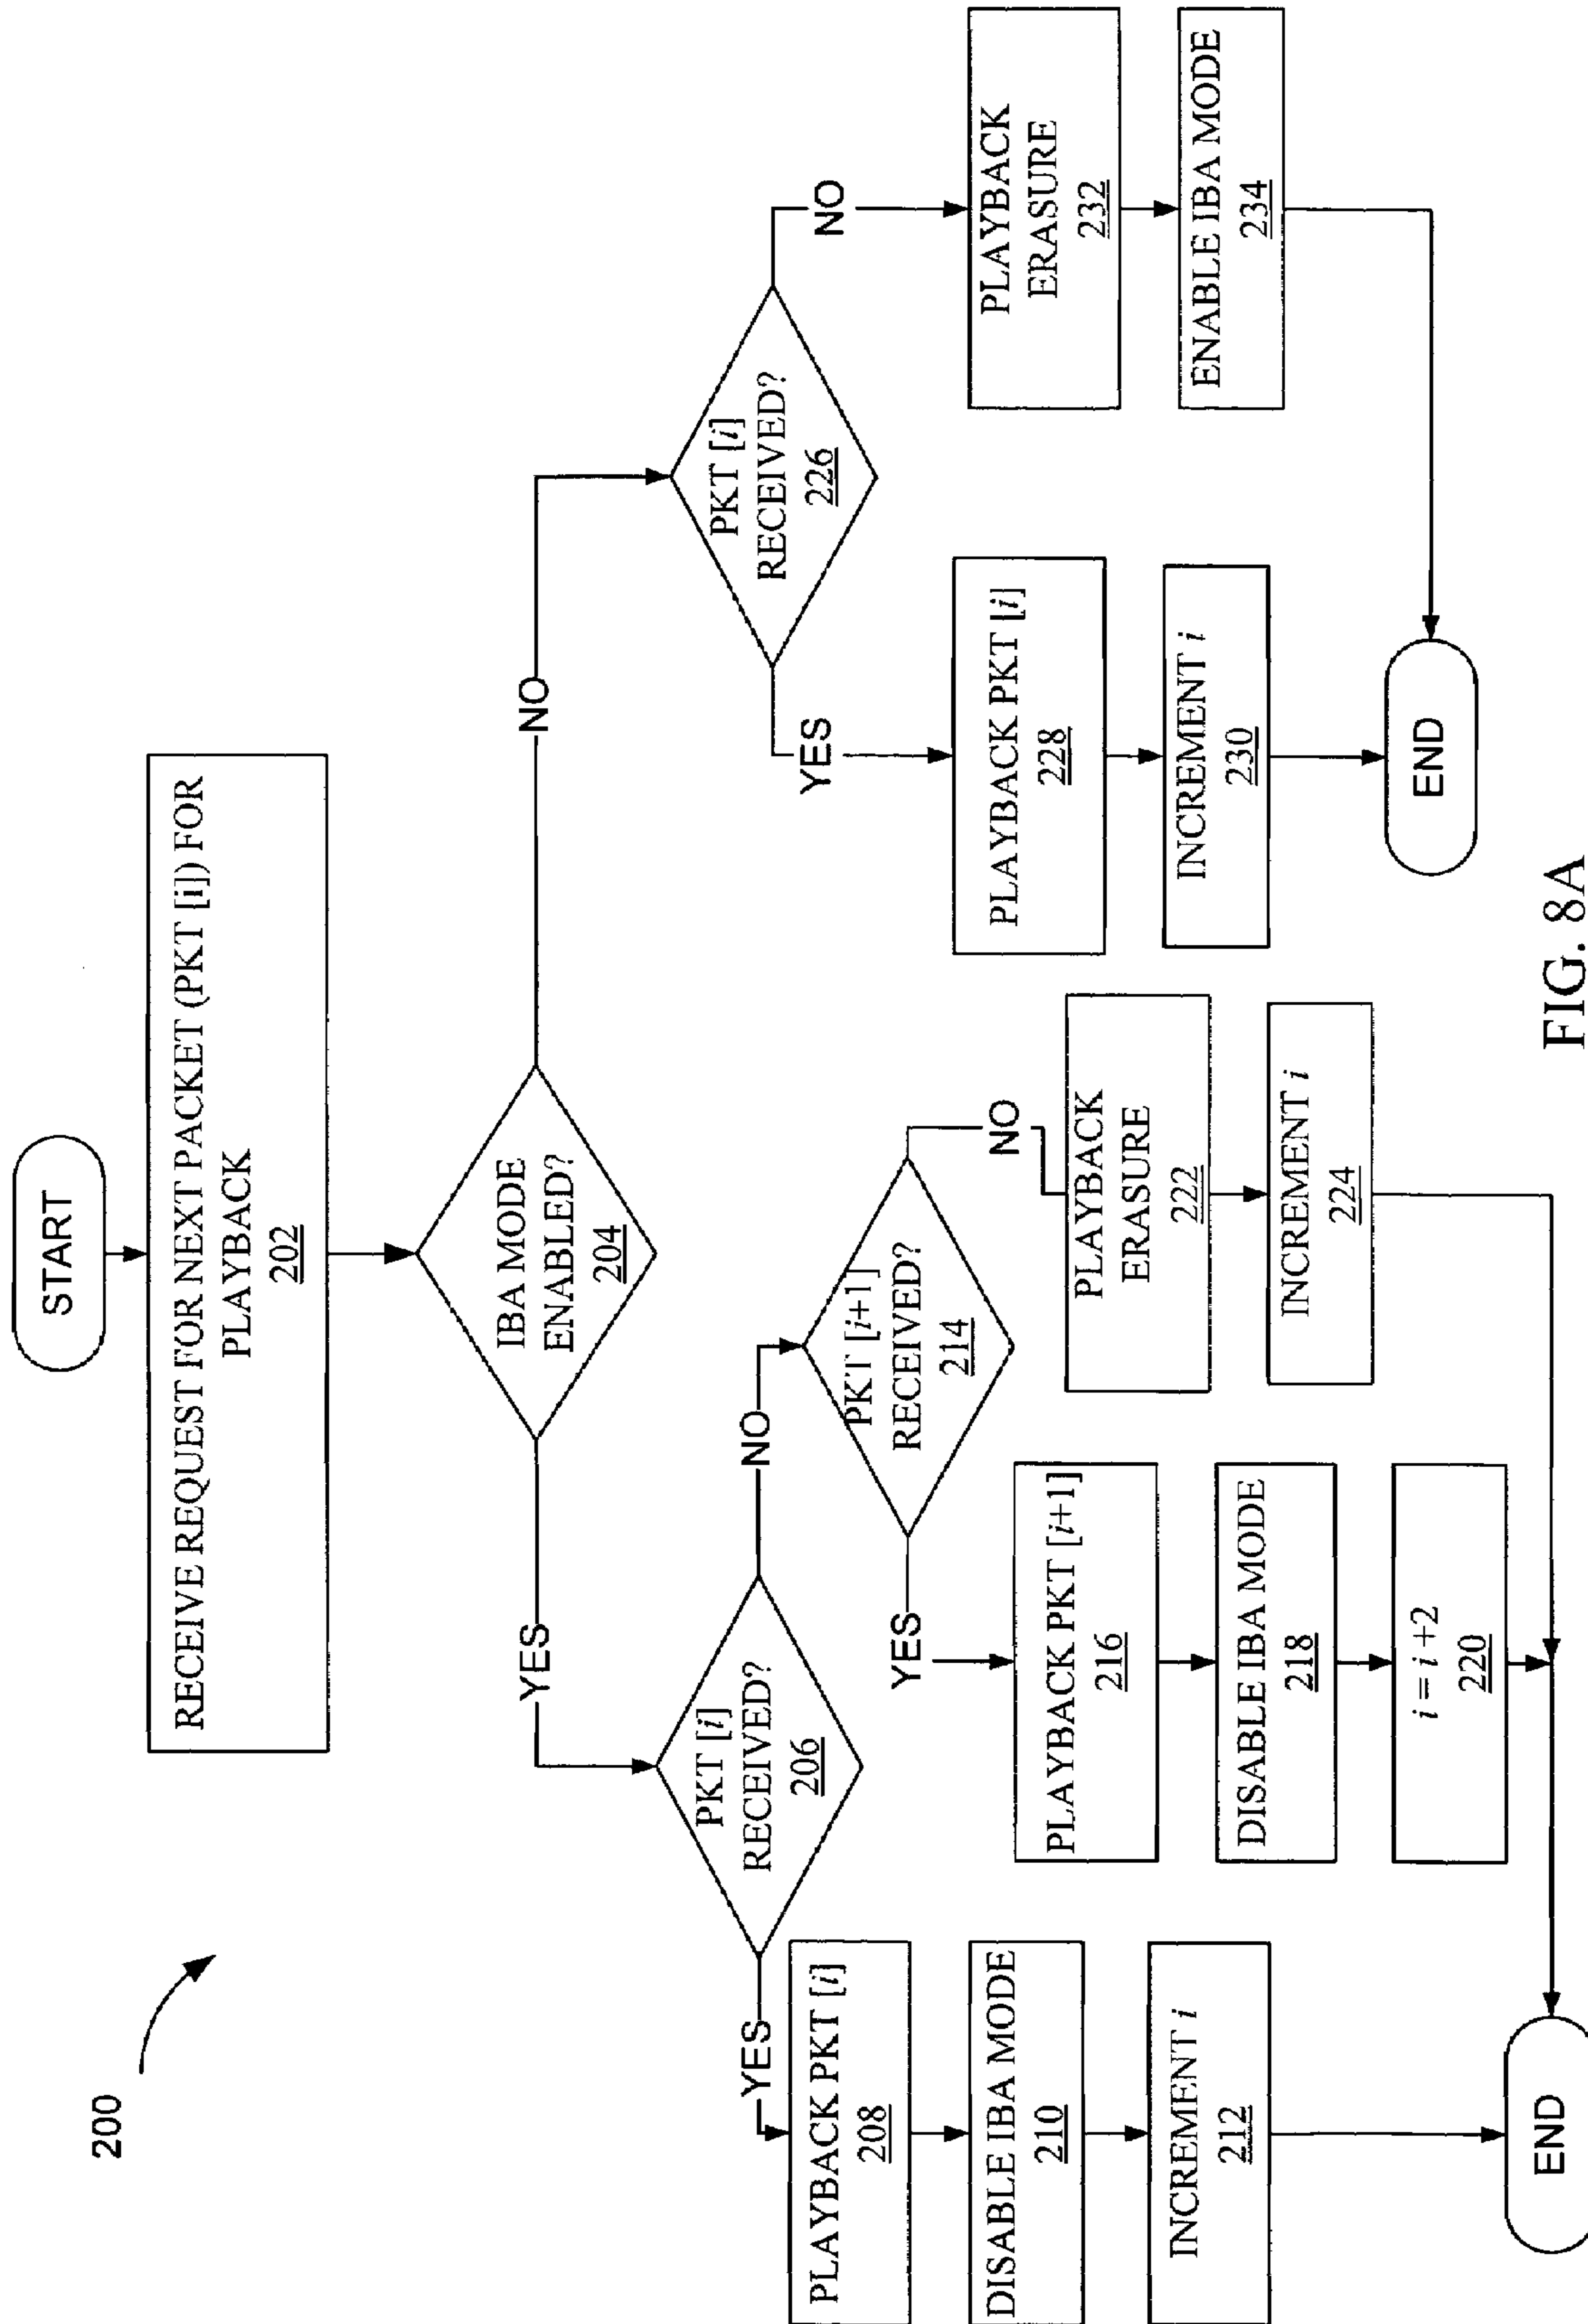 200
START
RECEIVE REQUEST FOR NEXT PACKET (PKT [i]) FOR
PLAYBACK
202
IBA MODE
ENABLED?
204
YES
NO
PKT [i]
RECEIVED?
206
YES
NO
PLAYBACK PKT [i]
208
DISABLE IBA MODE
210
INCREMENT i
212
PKT [i+1]
RECEIVED?
214
YES
NO
PLAYBACK PKT [i+1]
216
DISABLE IBA MODE
218
i = i +2
220
PLAYBACK
ERASURE
222
INCREMENT i
224
END
PKT [i]
RECEIVED?
226
YES
NO
PLAYBACK PKT [i]
228
INCREMENT i
230
PLAYBACK
ERASURE
232
ENABLE IBA MODE
234
END
FIG. 8A